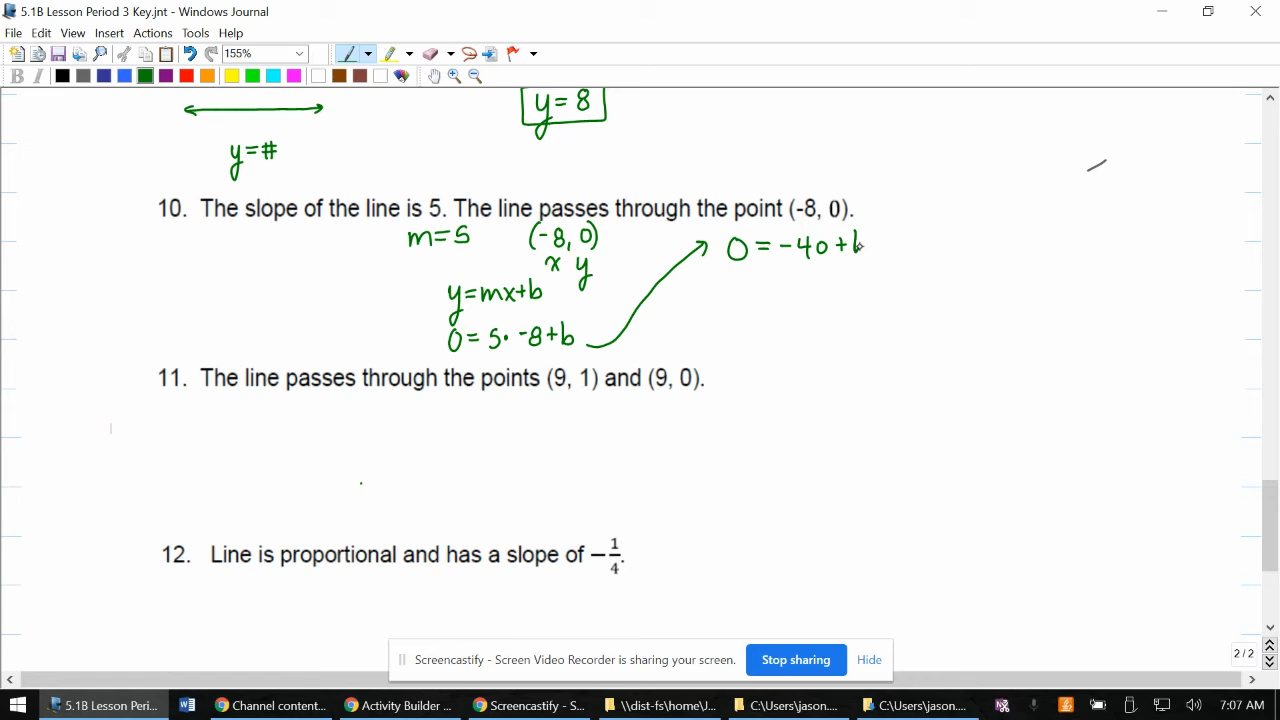 5.1B Lesson Period 3 Key.jnt - Windows Journal
File Edit View Insert Actions Tools Help
155%
B I
y = 8
y = #
10. The slope of the line is 5. The line passes through the point (-8, 0).
m = 5 (-8, 0) 0 = -40 + b
x y
y = mx+b
0 = 5 · -8 + b
11. The line passes through the points (9, 1) and (9, 0).
12. Line is proportional and has a slope of -1/4.
Screencastify - Screen Video Recorder is sharing your screen. Stop sharing Hide
2 / 2
5.1B Lesson Peri... Channel content... Activity Builder ... Screencastify - S... \\dist-fs\home\I... C:\Users\jason.... C:\Users\jason.... 7:07 AM